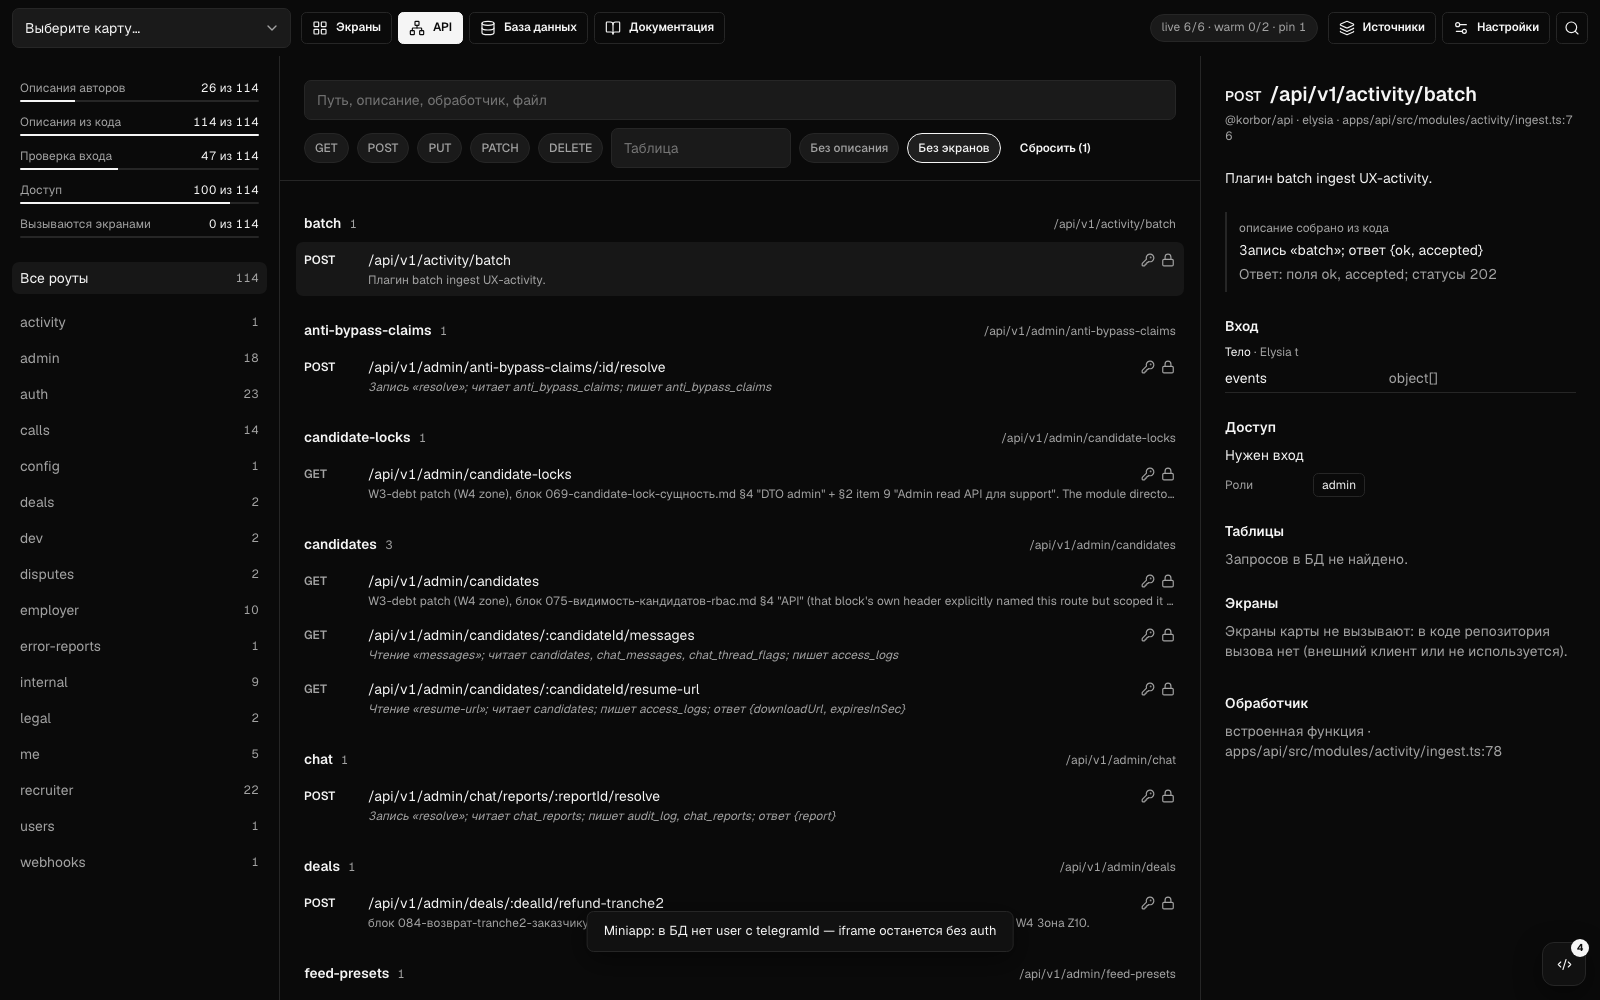 Выберите карту…
Экраны
API
База данных
Документация
live 6/6 · warm 0/2 · pin 1
Источники
Настройки
Описания авторов 26 из 114
Описания из кода 114 из 114
Проверка входа 47 из 114
Доступ 100 из 114
Вызываются экранами 0 из 114
Все роуты 114
activity 1
admin 18
auth 23
calls 14
config 1
deals 2
dev 2
disputes 2
employer 10
error-reports 1
internal 9
legal 2
me 5
recruiter 22
users 1
webhooks 1
Путь, описание, обработчик, файл
GET POST PUT PATCH DELETE Таблица Без описания Без экранов Сбросить (1)
batch 1 /api/v1/activity/batch
POST /api/v1/activity/batch
Плагин batch ingest UX-activity.
anti-bypass-claims 1 /api/v1/admin/anti-bypass-claims
POST /api/v1/admin/anti-bypass-claims/:id/resolve
Запись «resolve»; читает anti_bypass_claims; пишет anti_bypass_claims
candidate-locks 1 /api/v1/admin/candidate-locks
GET /api/v1/admin/candidate-locks
W3-debt patch (W4 zone), блок 069-candidate-lock-сущность.md §4 "DTO admin" + §2 item 9 "Admin read API для support". The module directo…
candidates 3 /api/v1/admin/candidates
GET /api/v1/admin/candidates
W3-debt patch (W4 zone), блок 075-видимость-кандидатов-rbac.md §4 "API" (that block's own header explicitly named this route but scoped it …
GET /api/v1/admin/candidates/:candidateId/messages
Чтение «messages»; читает candidates, chat_messages, chat_thread_flags; пишет access_logs
GET /api/v1/admin/candidates/:candidateId/resume-url
Чтение «resume-url»; читает candidates; пишет access_logs; ответ {downloadUrl, expiresInSec}
chat 1 /api/v1/admin/chat
POST /api/v1/admin/chat/reports/:reportId/resolve
Запись «resolve»; читает chat_reports; пишет audit_log, chat_reports; ответ {report}
deals 1 /api/v1/admin/deals
POST /api/v1/admin/deals/:dealId/refund-tranche2
блок 084-возврат-tranche2-заказчику W4 Зона Z10.
Miniapp: в БД нет user с telegramId — iframe останется без auth
feed-presets 1 /api/v1/admin/feed-presets
POST /api/v1/activity/batch
@korbor/api · elysia · apps/api/src/modules/activity/ingest.ts:7
6
Плагин batch ingest UX-activity.
описание собрано из кода
Запись «batch»; ответ {ok, accepted}
Ответ: поля ok, accepted; статусы 202
Вход
Тело · Elysia t
events object[]
Доступ
Нужен вход
Роли admin
Таблицы
Запросов в БД не найдено.
Экраны
Экраны карты не вызывают: в коде репозитория
вызова нет (внешний клиент или не используется).
Обработчик
встроенная функция ·
apps/api/src/modules/activity/ingest.ts:78
4